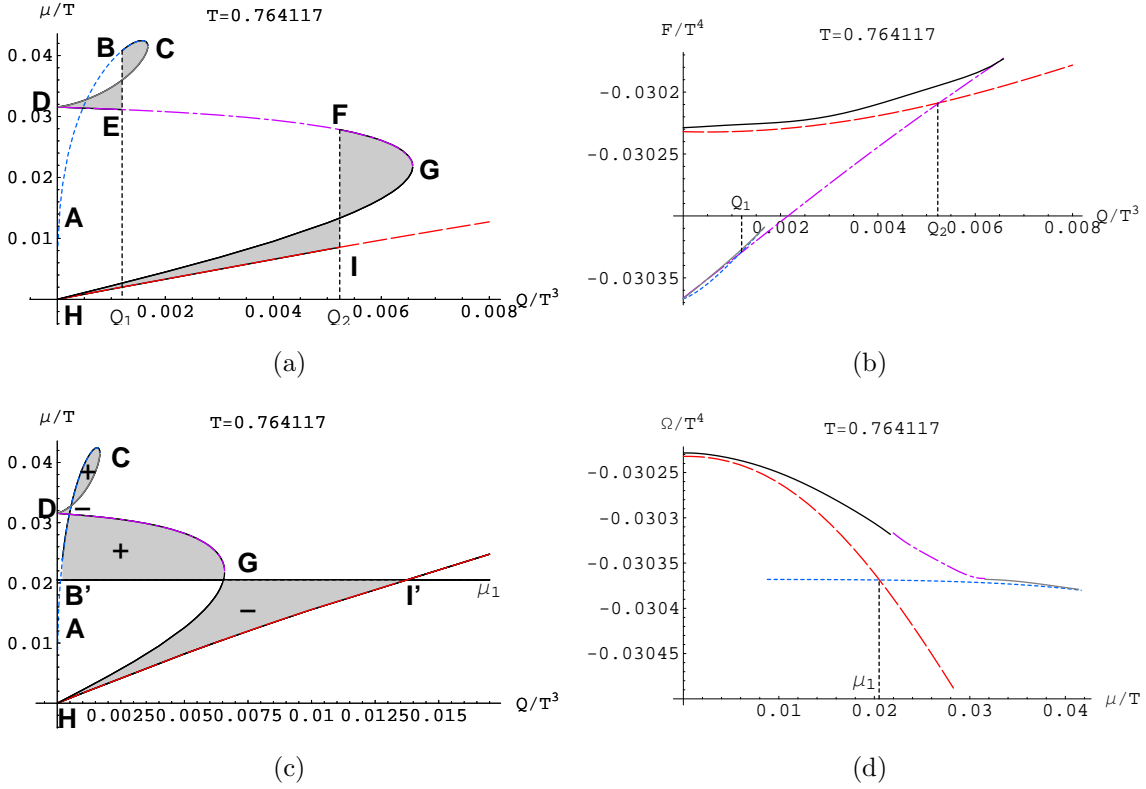 μ/T
T=0.764117
B
C
0.04
D
0.03
E
F
0.02
G
A
0.01
I
H
Q₁
0.002
0.004
Q₂
0.006
Q/T³
0.008
(a)
F/T⁴
T=0.764117
-0.0302
-0.03025
Q₁
0.002
0.004
Q₂
0.006
Q/T³
0.008
-0.03035
(b)
μ/T
T=0.764117
C
0.04
+
D
−
0.03
+
G
0.02
B’
I’
μ₁
−
A
0.01
H
0.0025
0.005
0.0075
0.01
0.0125
0.015
Q/T³
(c)
Ω/T⁴
T=0.764117
-0.03025
-0.0303
-0.03035
-0.0304
-0.03045
μ₁
0.01
0.02
0.03
0.04
μ/T
(d)